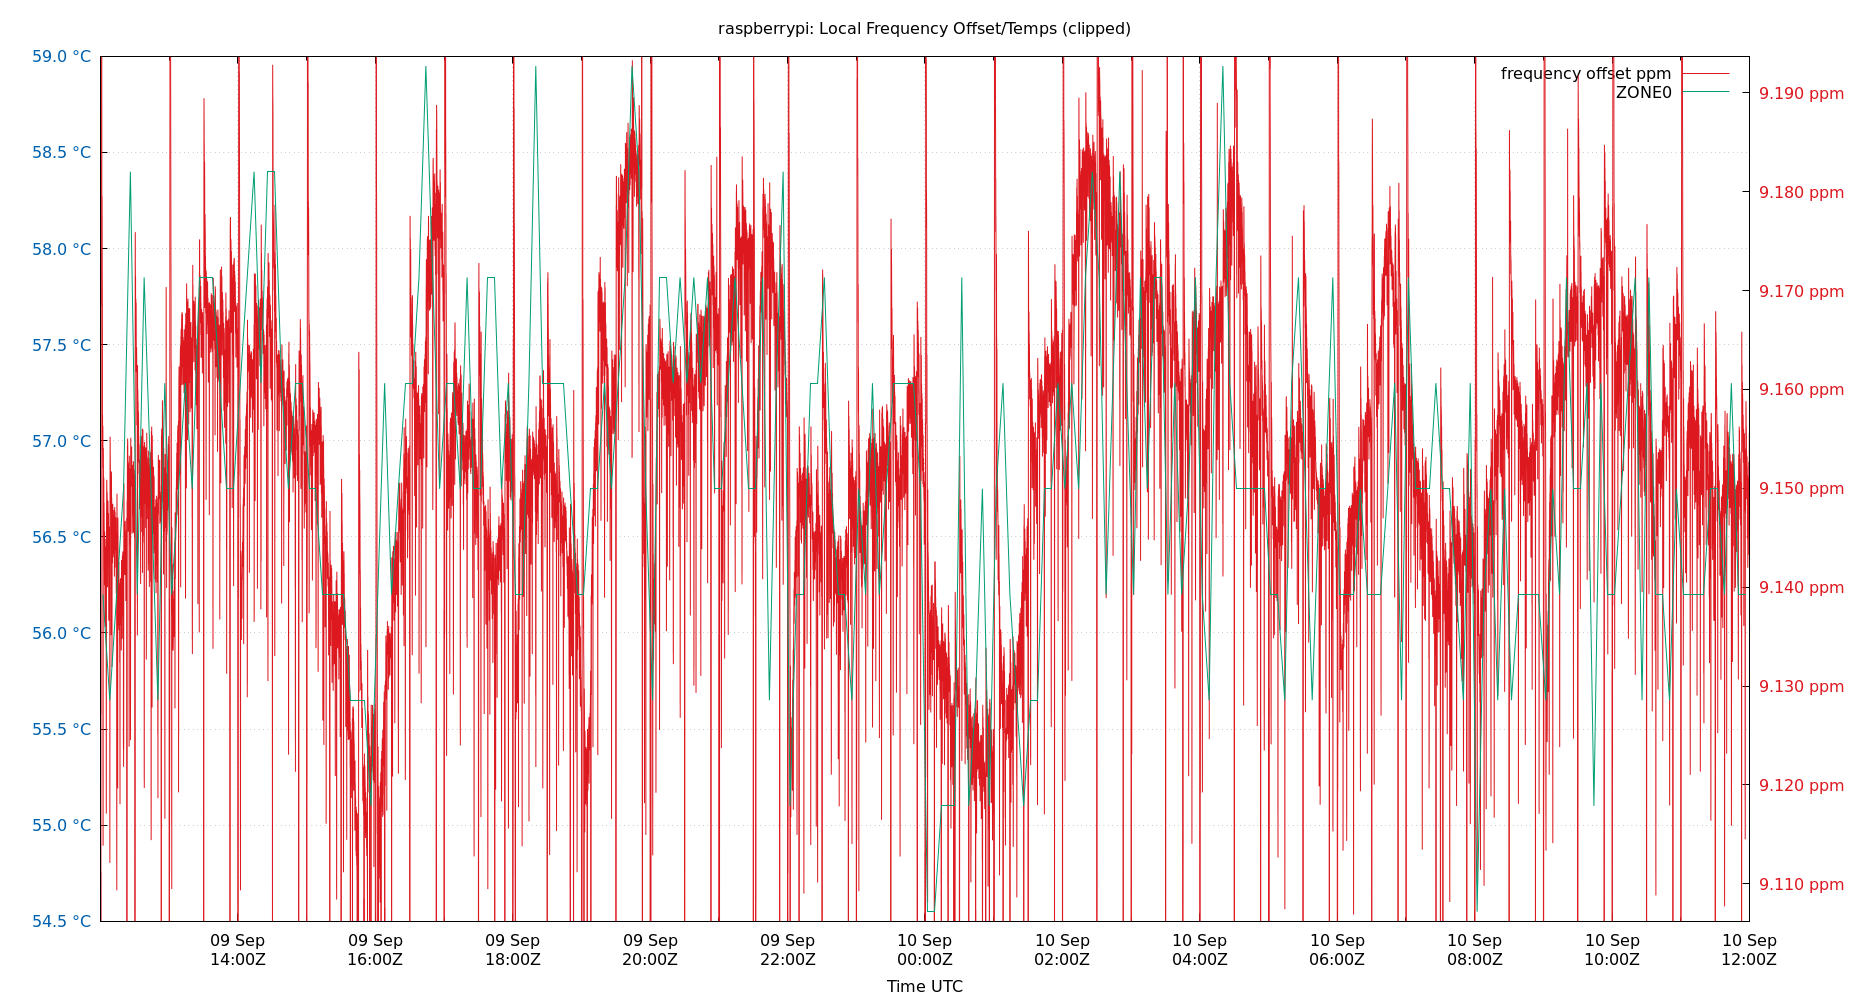 raspberrypi: Local Frequency Offset/Temps (clipped)
59.0 °C
58.5 °C
58.0 °C
57.5 °C
57.0 °C
56.5 °C
56.0 °C
55.5 °C
55.0 °C
54.5 °C
frequency offset ppm
ZONE0
9.190 ppm
9.180 ppm
9.170 ppm
9.160 ppm
9.150 ppm
9.140 ppm
9.130 ppm
9.120 ppm
9.110 ppm
09 Sep 09 Sep 09 Sep 09 Sep 09 Sep 10 Sep 10 Sep 10 Sep 10 Sep 10 Sep 10 Sep 10 Sep
14:00Z 16:00Z 18:00Z 20:00Z 22:00Z 00:00Z 02:00Z 04:00Z 06:00Z 08:00Z 10:00Z 12:00Z
Time UTC